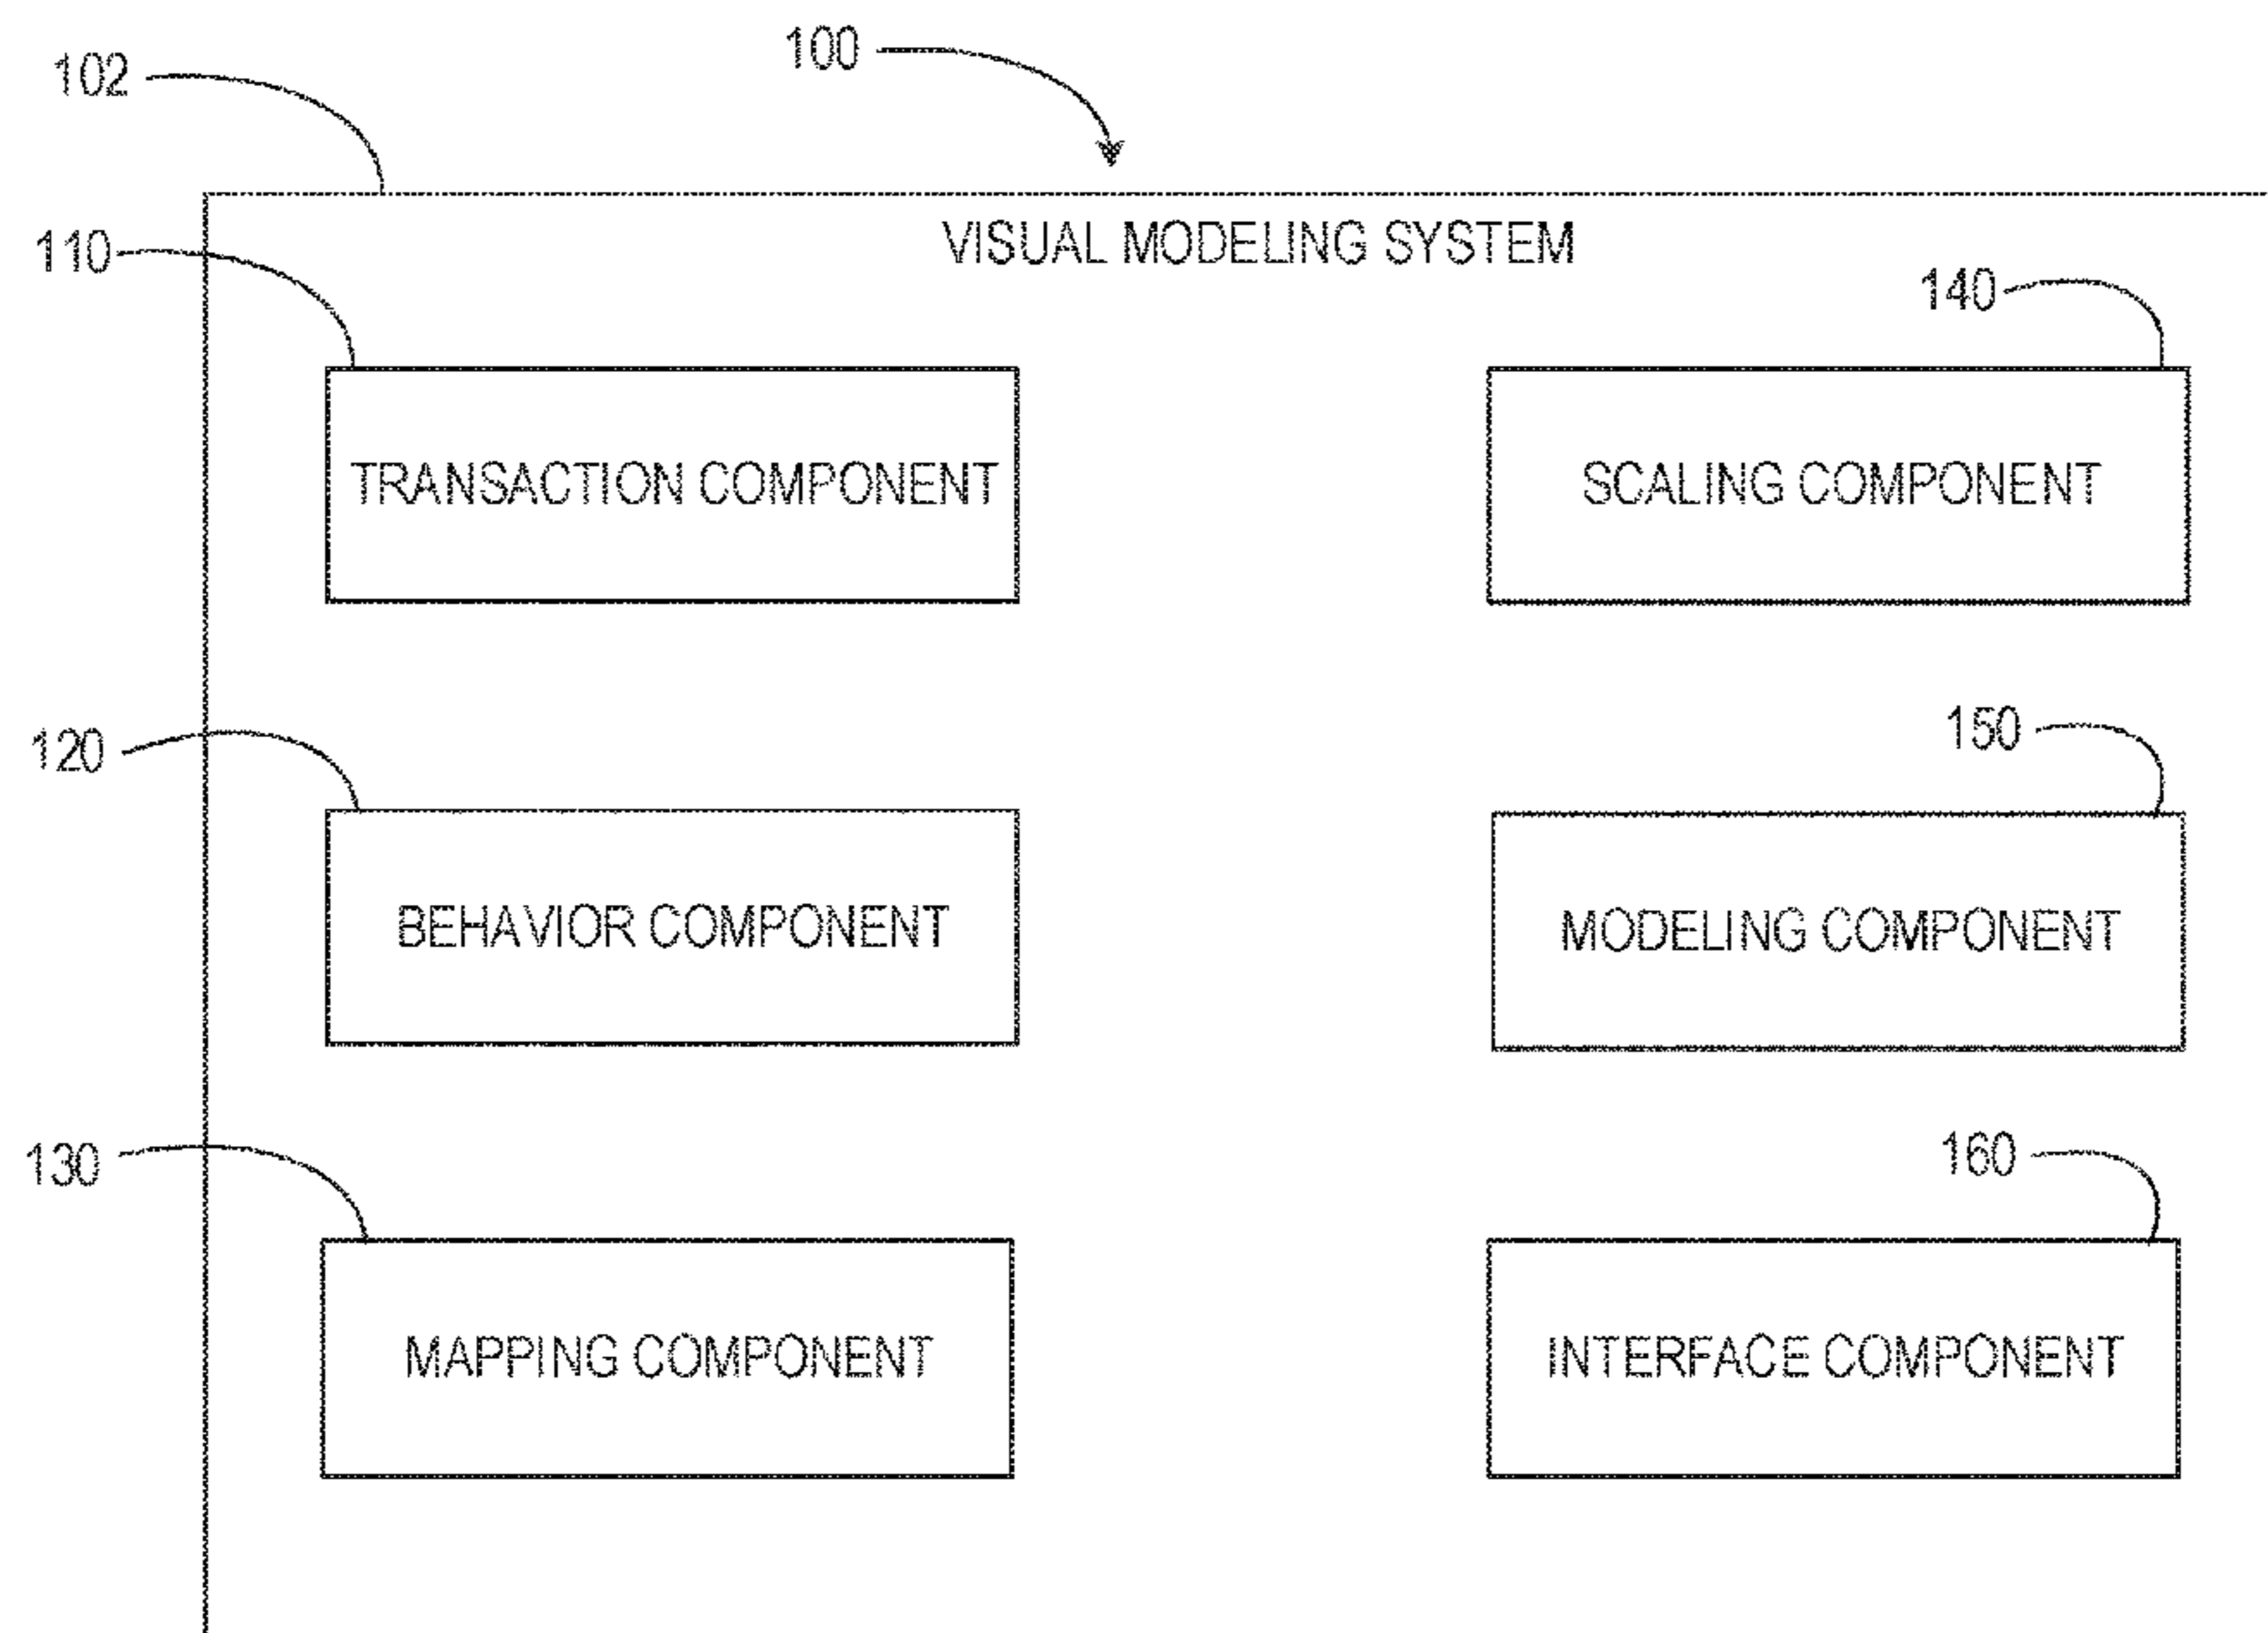 100
102
VISUAL MODELING SYSTEM
110
140
TRANSACTION COMPONENT
SCALING COMPONENT
120
150
BEHAVIOR COMPONENT
MODELING COMPONENT
130
160
MAPPING COMPONENT
INTERFACE COMPONENT